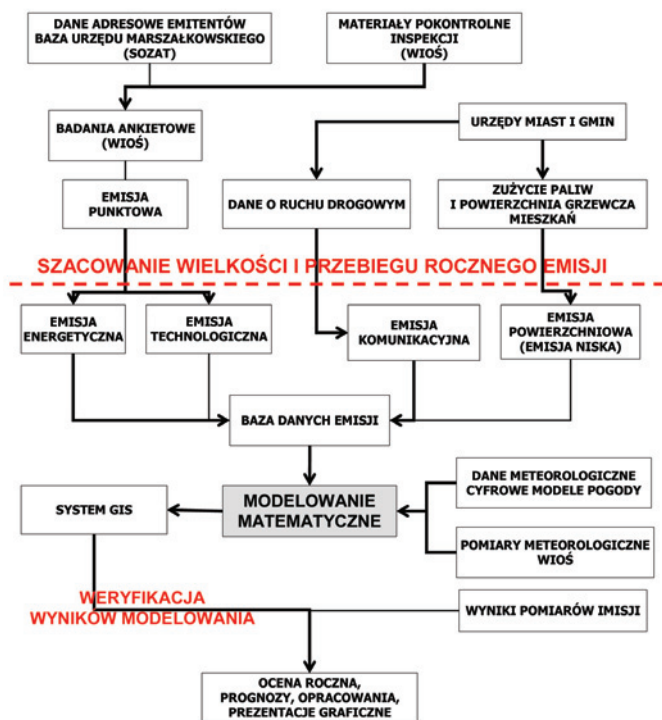 DANE ADRESOWE EMITENTÓW
BAZA URZĘDU MARSZAŁKOWSKIEGO
(SOZAT)
MATERIAŁY POKONTROLNE
INSPEKCJI
(WIOŚ)
BADANIA ANKIETOWE
(WIOŚ)
URZĘDY MIAST I GMIN
EMISJA
PUNKTOWA
DANE O RUCHU DROGOWYM
ZUŻYCIE PALIW
I POWIERZCHNIA GRZEWCZA
MIESZKAŃ
SZACOWANIE WIELKOŚCI I PRZEBIEGU ROCZNEGO EMISJI
EMISJA
ENERGETYCZNA
EMISJA
TECHNOLOGICZNA
EMISJA
KOMUNIKACYJNA
EMISJA
POWIERZCHNIOWA
(EMISJA NISKA)
BAZA DANYCH EMISJI
SYSTEM GIS
MODELOWANIE
MATEMATYCZNE
DANE METEOROLOGICZNE
CYFROWE MODELE POGODY
POMIARY METEOROLOGICZNE
WIOŚ
WERYFIKACJA
WYNIKÓW MODELOWANIA
WYNIKI POMIARÓW IMISJI
OCENA ROCZNA,
PROGNOZY, OPRACOWANIA,
PREZENTACJE GRAFICZNE